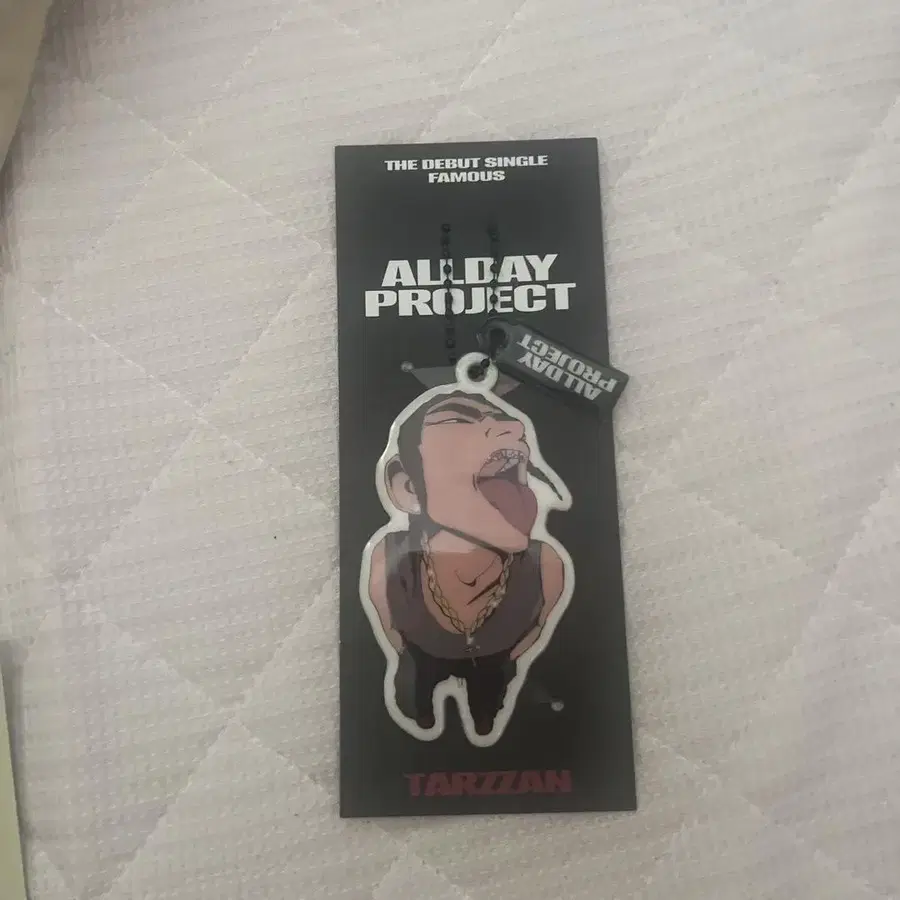 THE DEBUT SINGLE
FAMOUS
ALLDAY
PROJECT
ALLDAY
PROJECT
TARZZAN